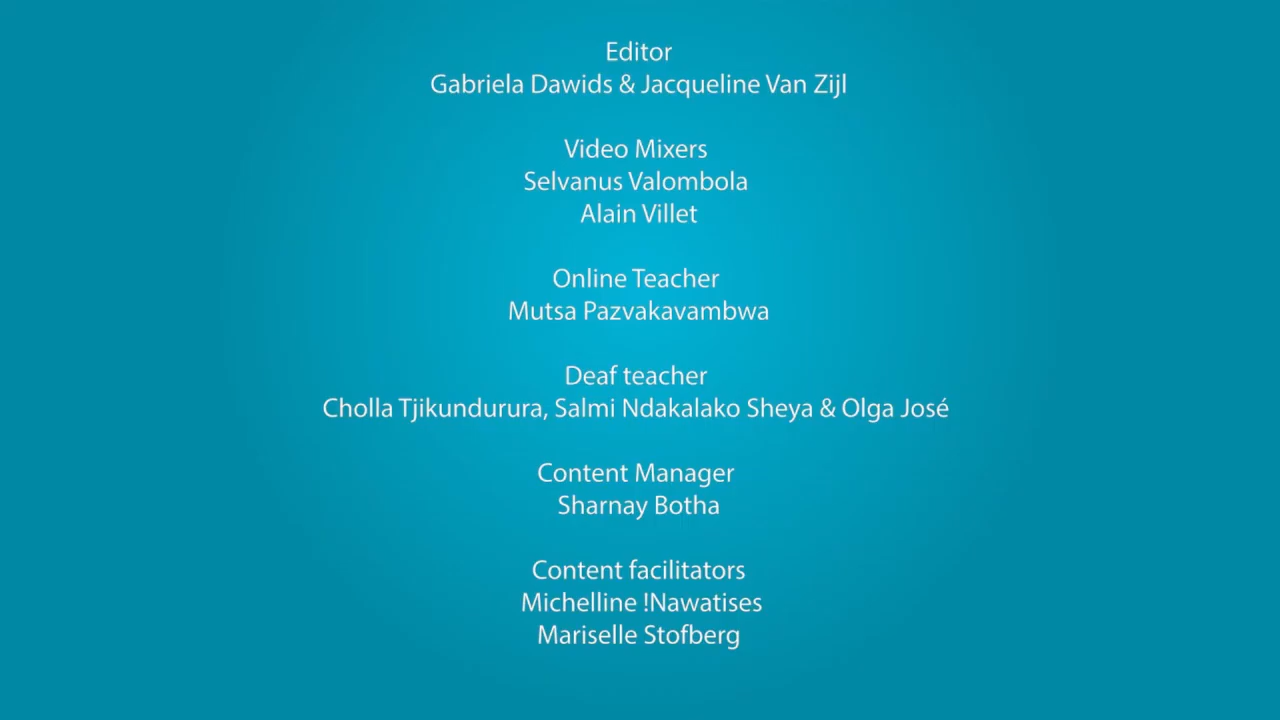 Editor
Gabriela Dawids & Jacqueline Van Zijl
Video Mixers
Selvanus Valombola
Alain Villet
Online Teacher
Mutsa Pazvakavambwa
Deaf teacher
Cholla Tjikundurura, Salmi Ndakalako Sheya & Olga José
Content Manager
Sharnay Botha
Content facilitators
Michelline !Nawatises
Mariselle Stofberg